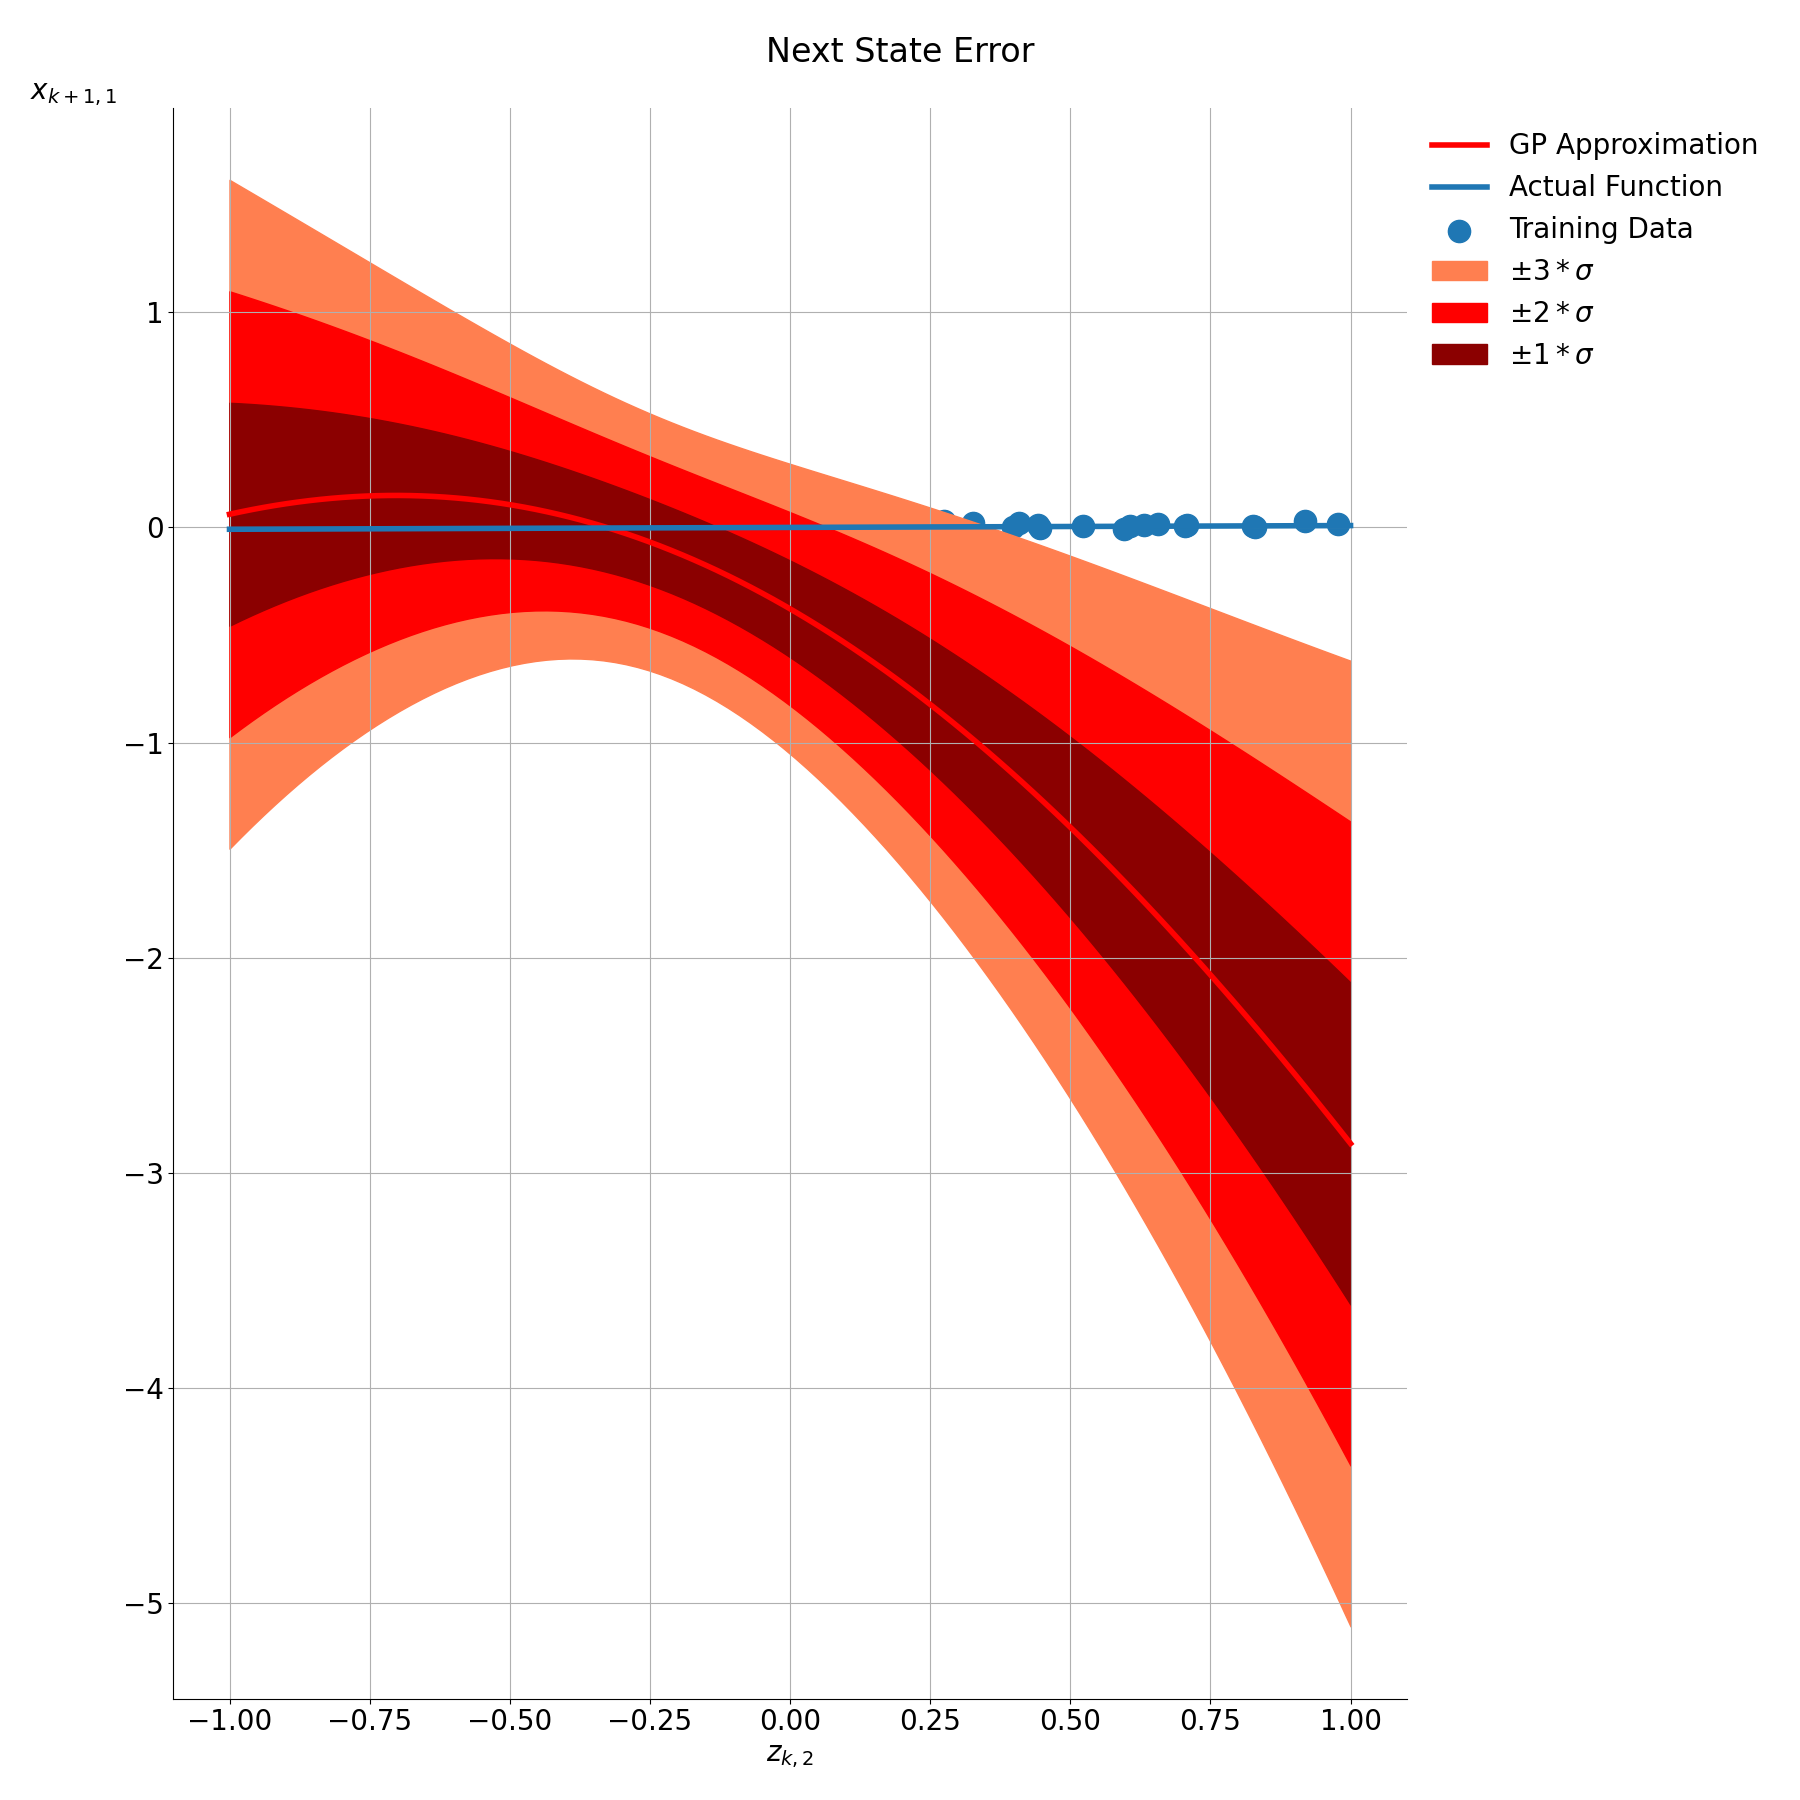 Next State Error
x_{k+1,1}
GP Approximation
Actual Function
Training Data
±3 * σ
±2 * σ
±1 * σ
1
0
−1
−2
−3
−4
−5
−1.00 −0.75 −0.50 −0.25 0.00 0.25 0.50 0.75 1.00
z_{k,2}